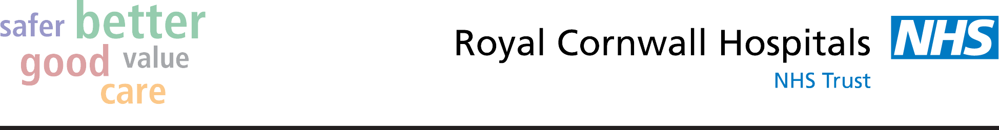 safer better
good value
care
Royal Cornwall Hospitals NHS
NHS Trust